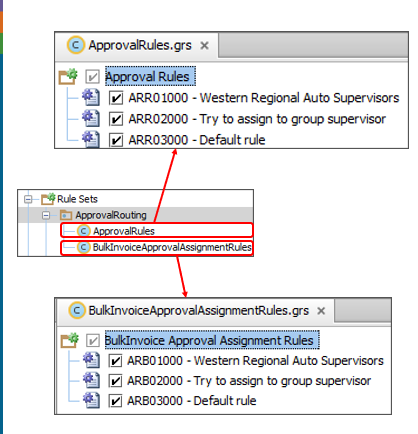 ApprovalRules.grs
Approval Rules
ARR01000 - Western Regional Auto Supervisors
ARR02000 - Try to assign to group supervisor
ARR03000 - Default rule
Rule Sets
ApprovalRouting
ApprovalRules
BulkInvoiceApprovalAssignmentRules
BulkInvoiceApprovalAssignmentRules.grs
BulkInvoice Approval Assignment Rules
ARB01000 - Western Regional Auto Supervisors
ARB02000 - Try to assign to group supervisor
ARB03000 - Default rule